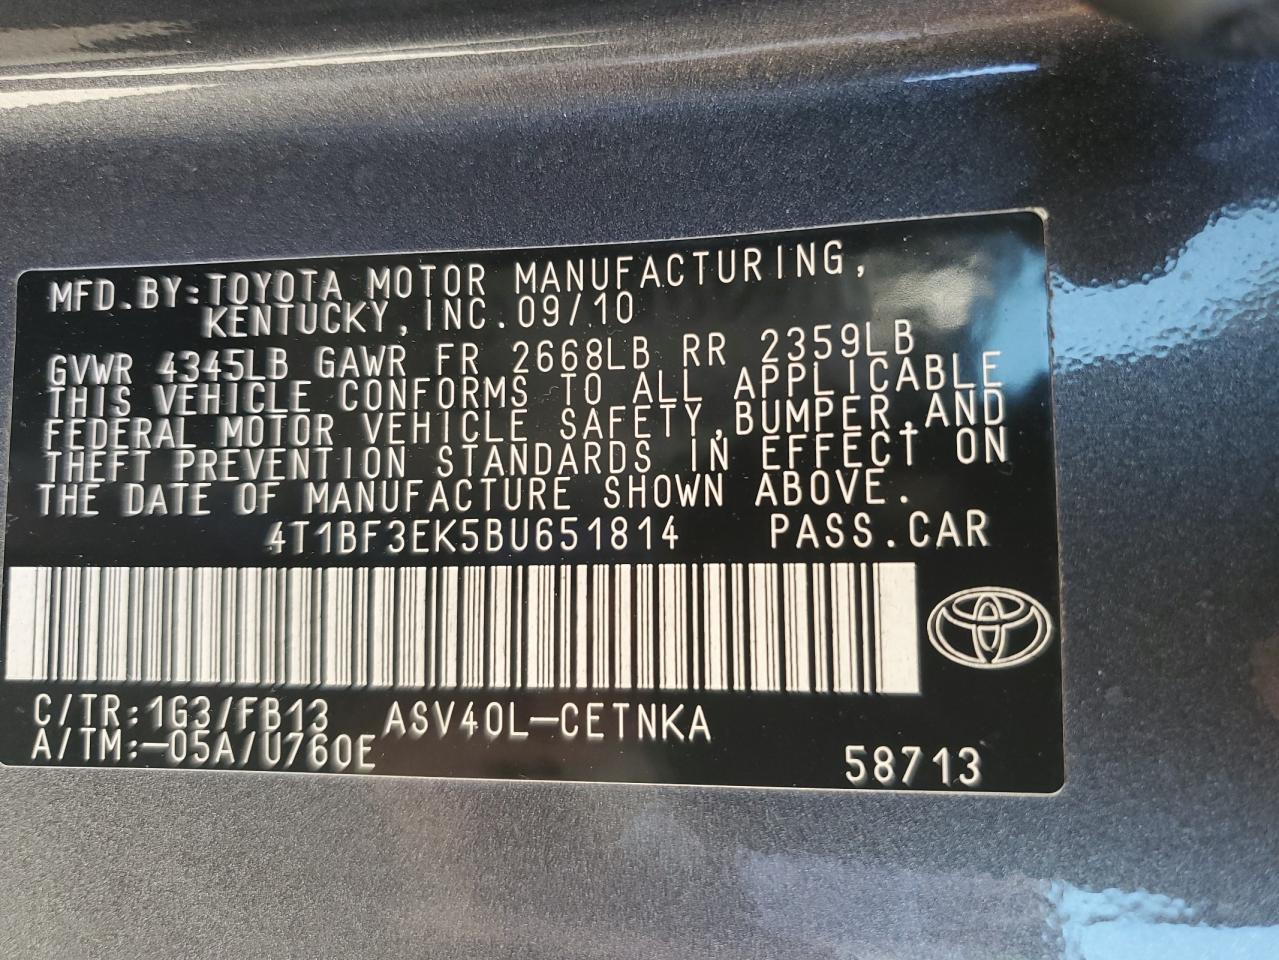 MFD.BY:TOYOTA MOTOR MANUFACTURING,
KENTUCKY,INC.09/10
GVWR 4345LB GAWR FR 2668LB RR 2359LB
THIS VEHICLE CONFORMS TO ALL APPLICABLE
FEDERAL MOTOR VEHICLE SAFETY,BUMPER,AND
THEFT PREVENTION STANDARDS IN EFFECT ON
THE DATE OF MANUFACTURE SHOWN ABOVE.
4T1BF3EK5BU651814 PASS.CAR
C/TR:1G3/FB13 ASV40L-CETNKA
A/TM:-05A/U760E
58713